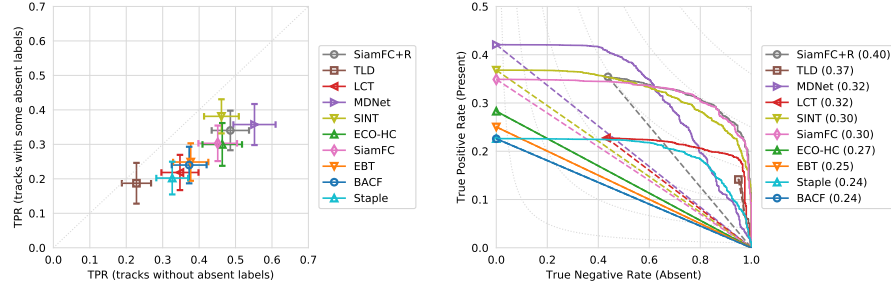 0.7
0.6
0.5
0.4
0.3
0.2
0.1
0.0
TPR (tracks with some absent labels)
0.0 0.1 0.2 0.3 0.4 0.5 0.6 0.7
TPR (tracks without absent labels)
SiamFC+R
TLD
LCT
MDNet
SINT
ECO-HC
SiamFC
EBT
BACF
Staple
0.5
0.4
0.3
0.2
0.1
0.0
True Positive Rate (Present)
0.0 0.2 0.4 0.6 0.8 1.0
True Negative Rate (Absent)
SiamFC+R (0.40)
TLD (0.37)
MDNet (0.32)
LCT (0.32)
SINT (0.30)
SiamFC (0.30)
ECO-HC (0.27)
EBT (0.25)
Staple (0.24)
BACF (0.24)